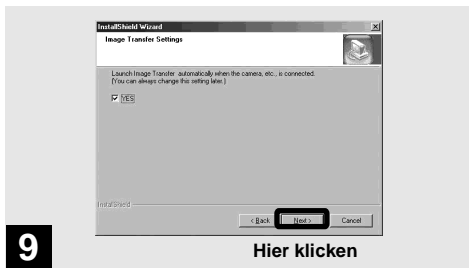 InstallShield Wizard
Image Transfer Settings
Launch Image Transfer automatically when the camera, etc., is connected.
(You can always change this setting later.)
YES
InstallShield
< Back
Next >
Cancel
9
Hier klicken